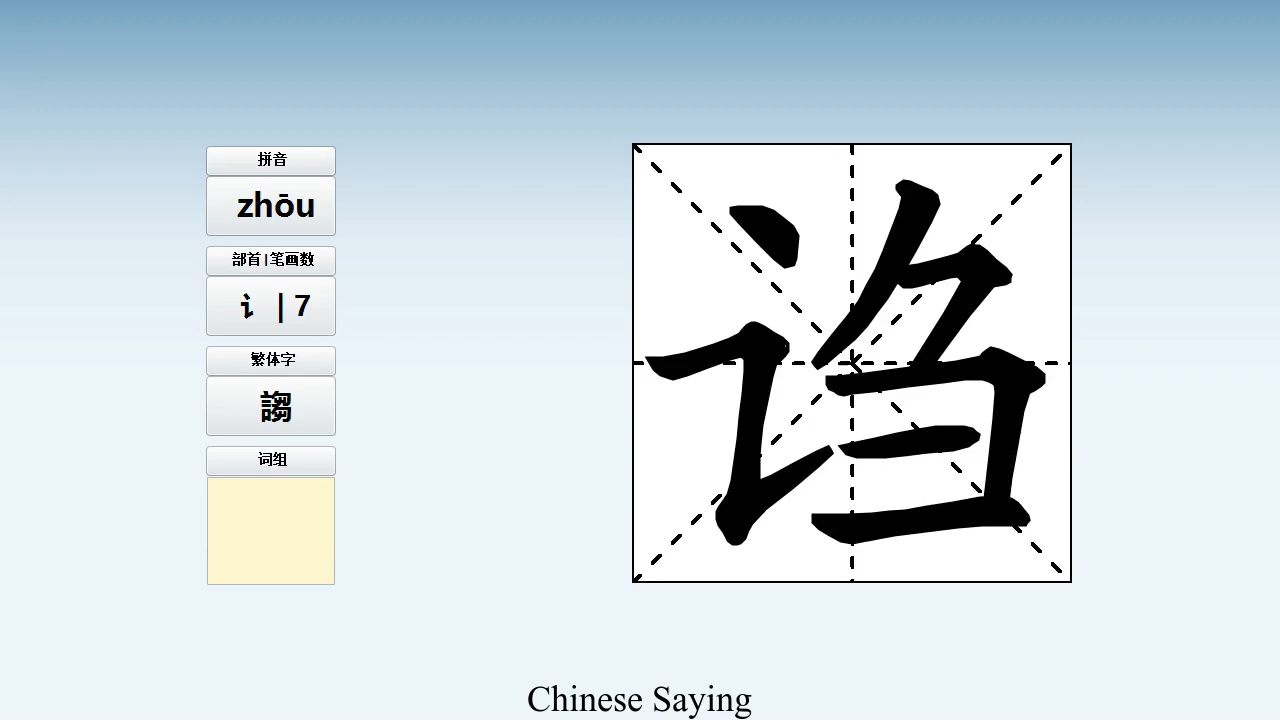 拼音
zhōu
部首|笔画数
讠 | 7
繁体字
謅
词组
诌
Chinese Saying